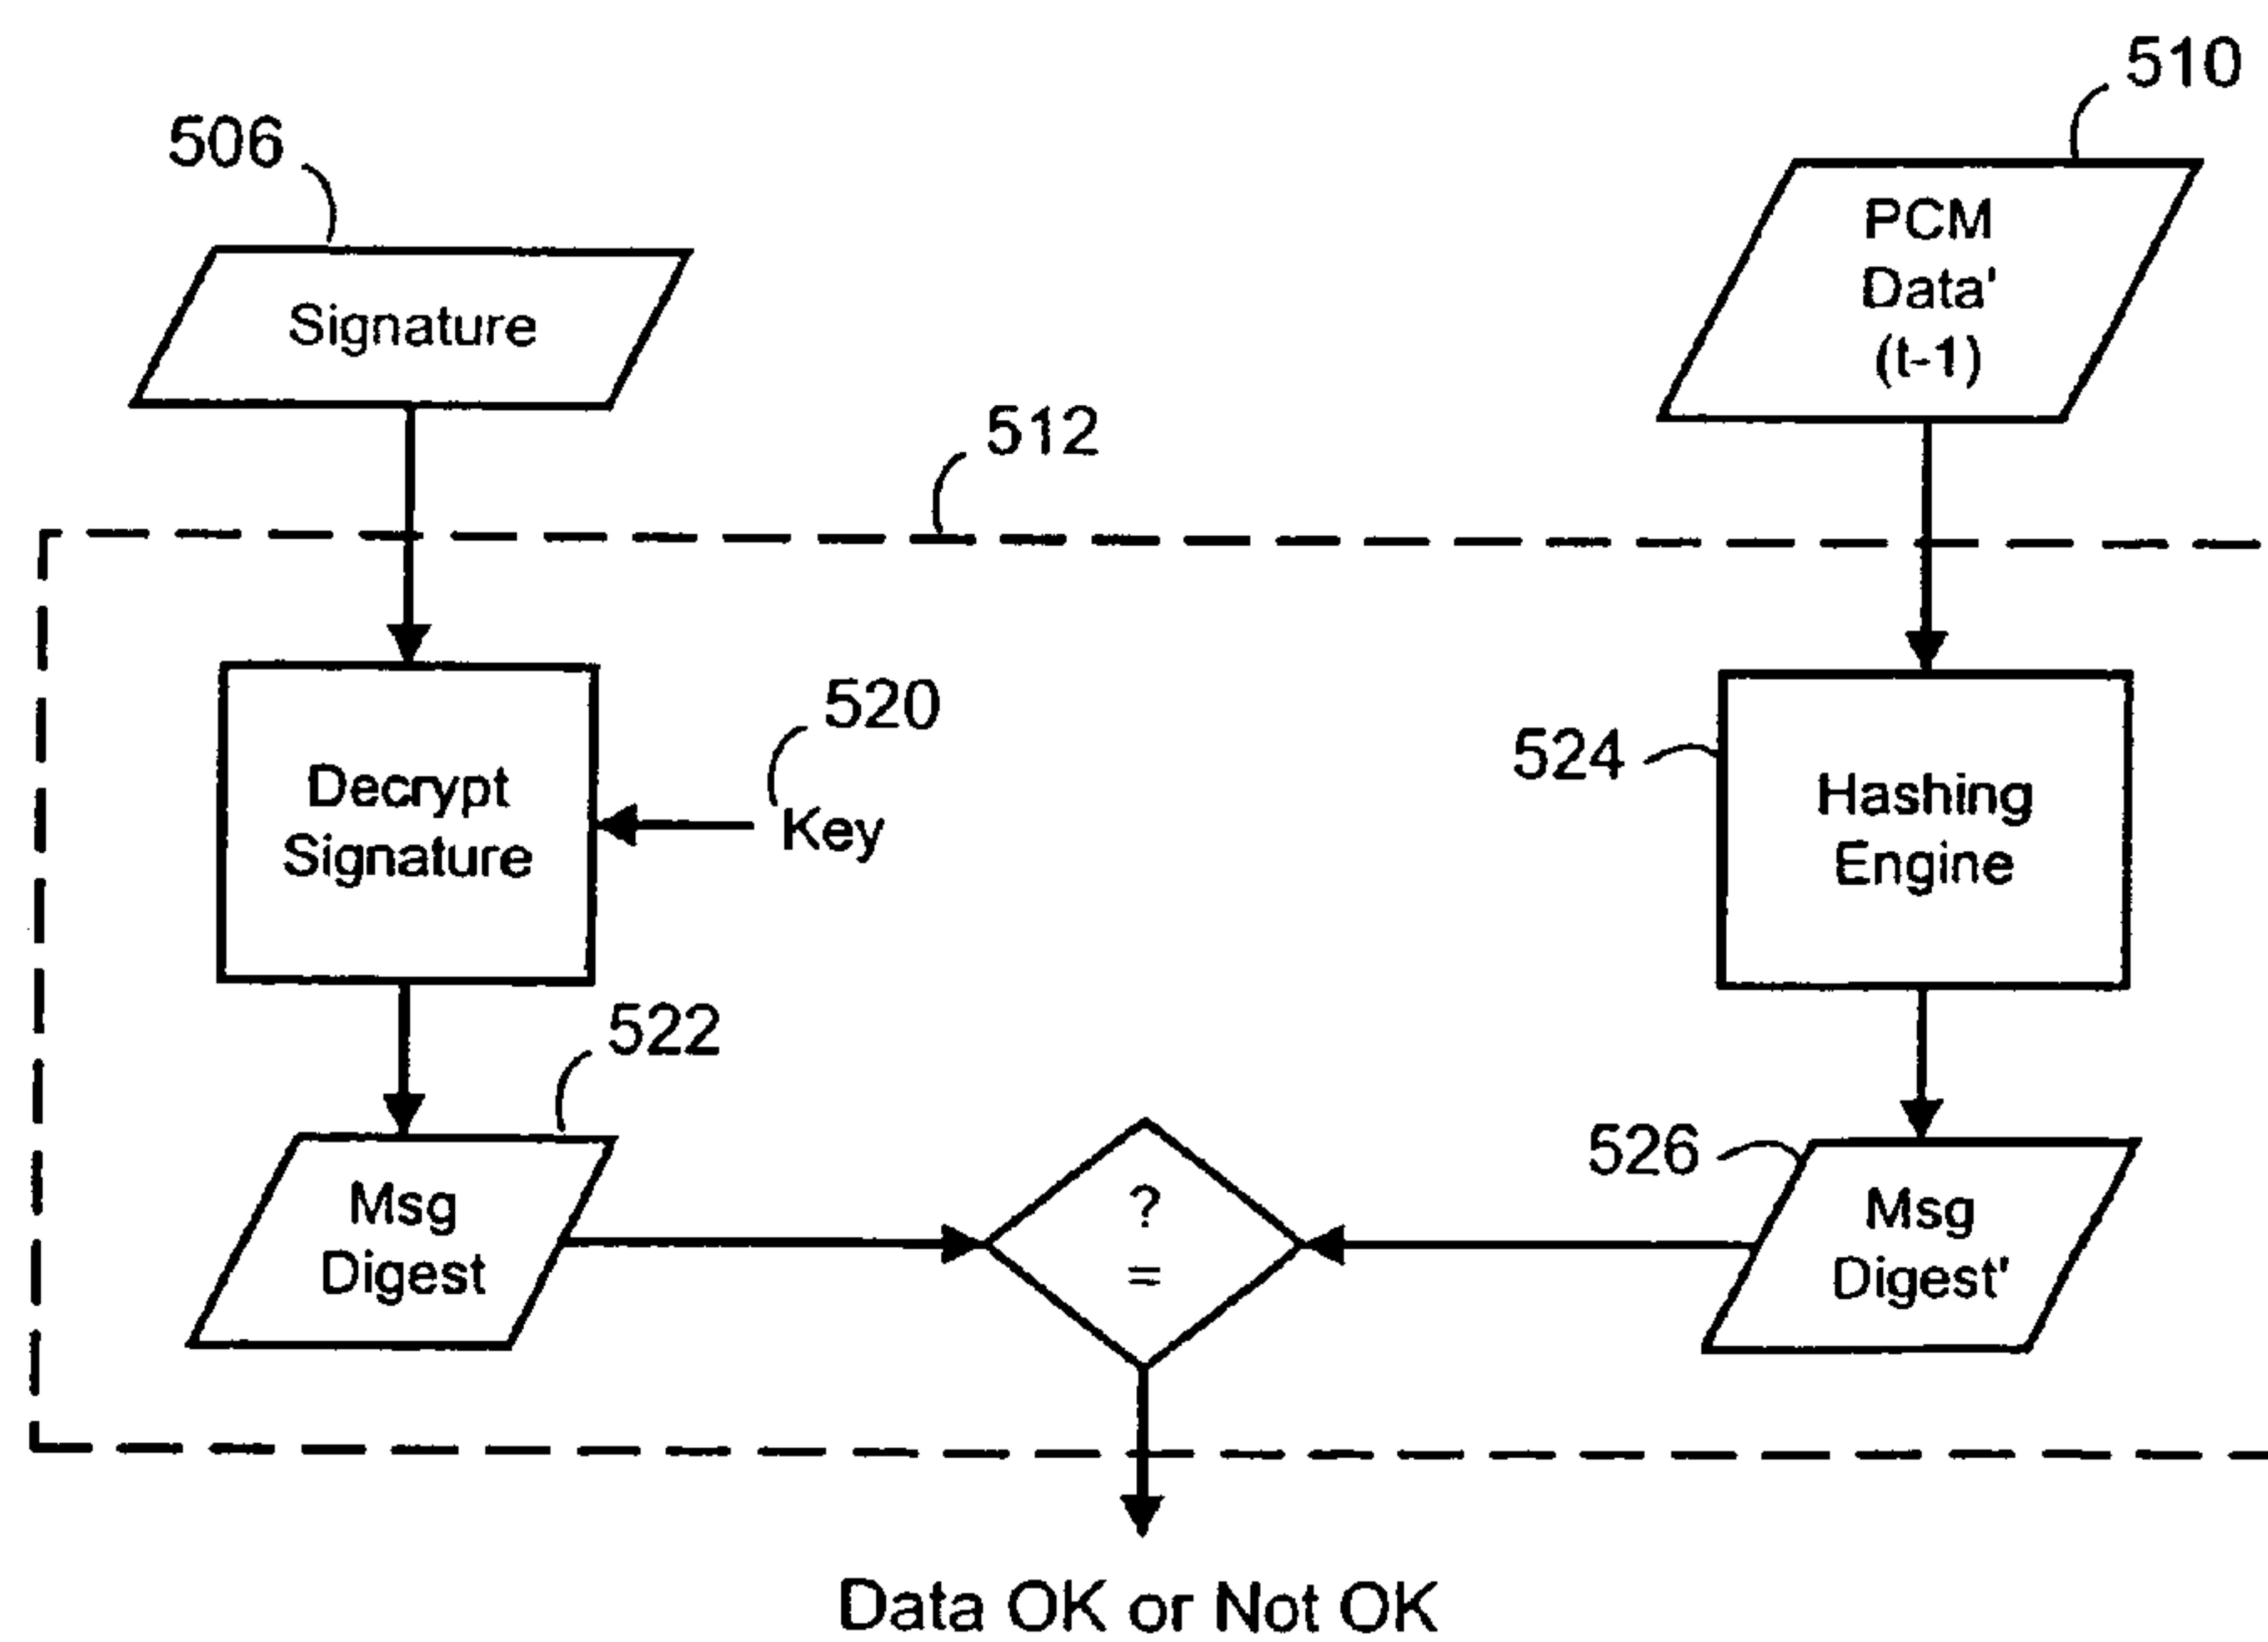 510
506
PCM
Data'
(t-1)
Signature
512
520
524
Decrypt
Signature
Key
Hashing
Engine
522
526
Msg
Digest
?
=
Msg
Digest'
Data OK or Not OK